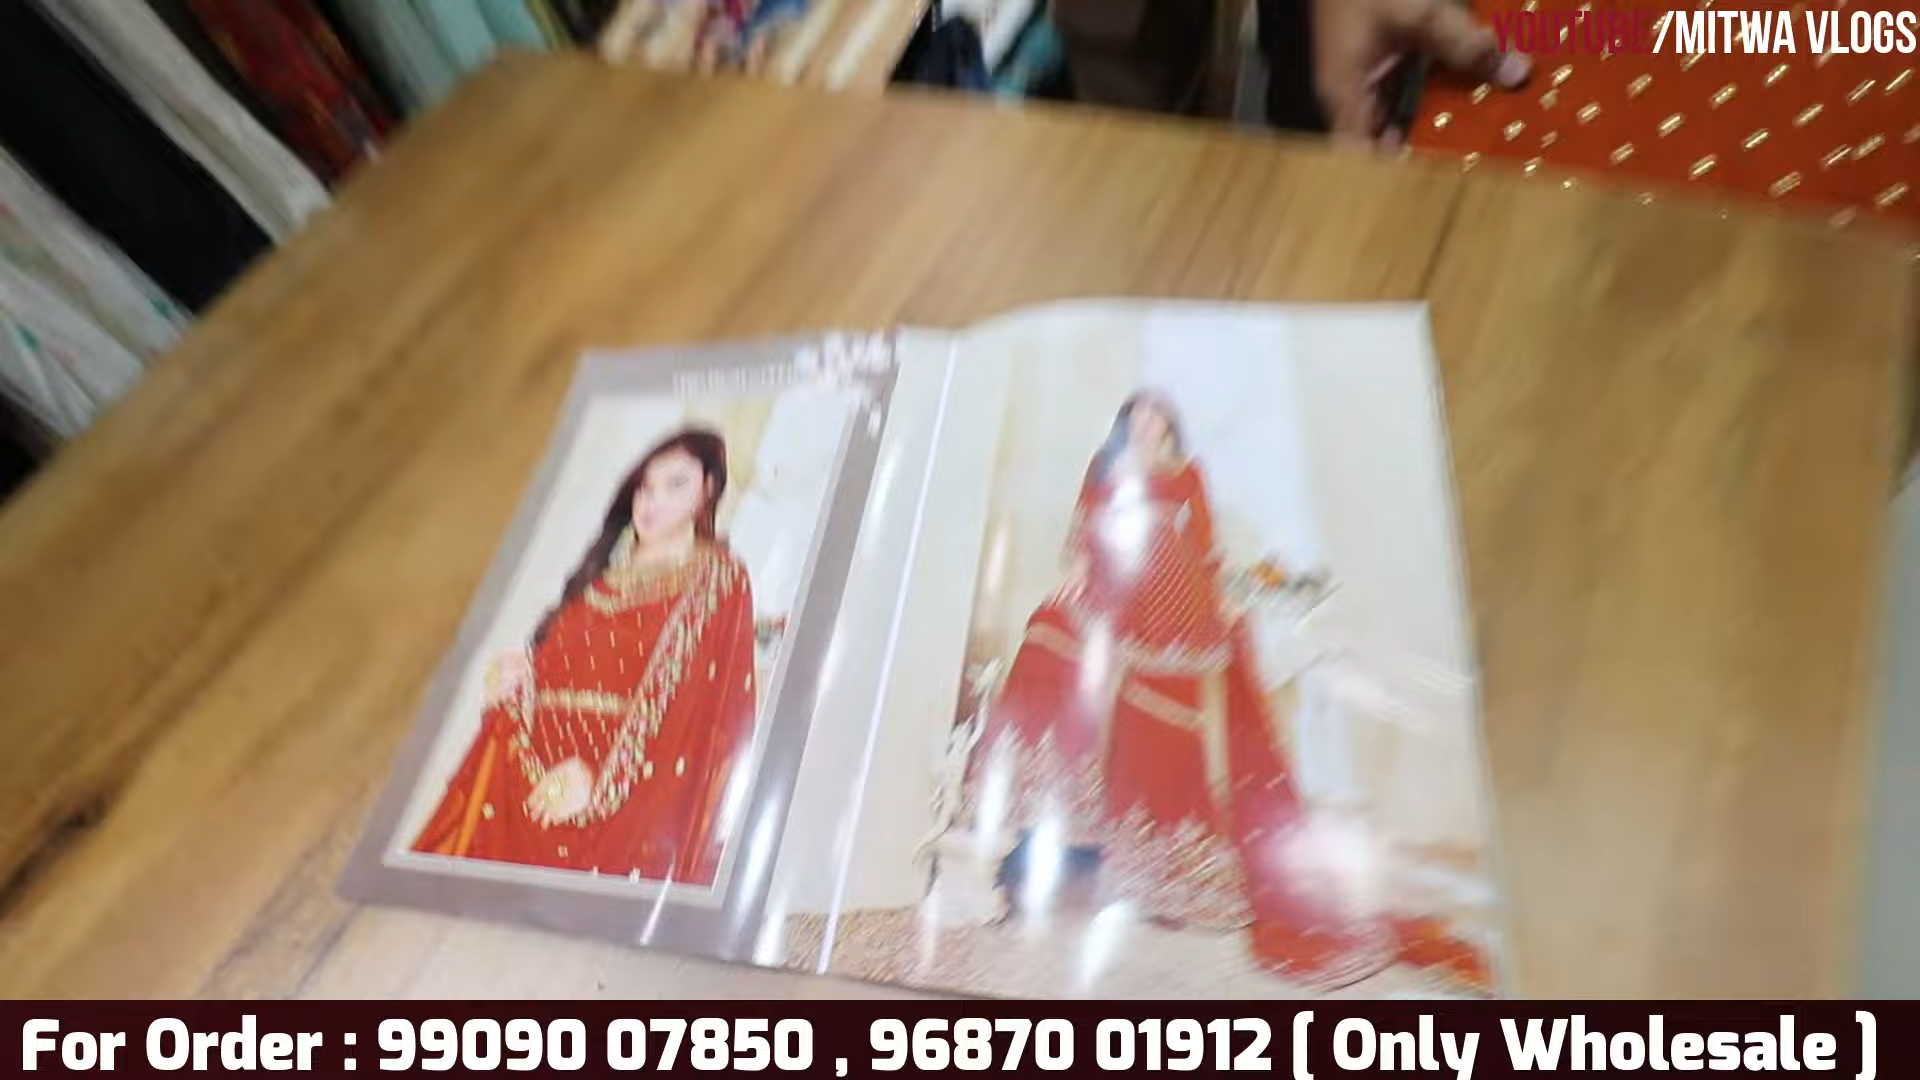 YOUTUBE/MITWA VLOGS
For Order : 99090 07850 , 96870 01912 ( Only Wholesale )